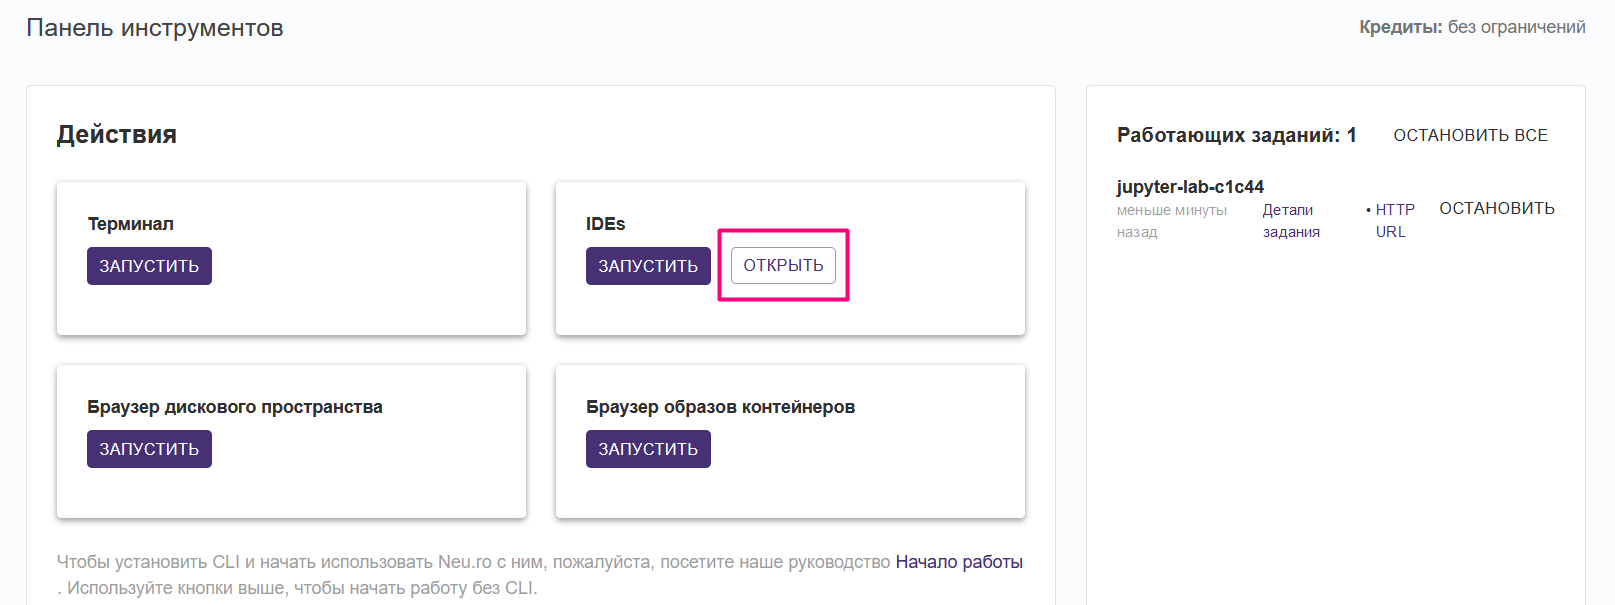 Панель инструментов
Кредиты: без ограничений
Действия
Терминал
ЗАПУСТИТЬ
IDEs
ЗАПУСТИТЬ
ОТКРЫТЬ
Браузер дискового пространства
ЗАПУСТИТЬ
Браузер образов контейнеров
ЗАПУСТИТЬ
Чтобы установить CLI и начать использовать Neu.ro с ним, пожалуйста, посетите наше руководство Начало работы
. Используйте кнопки выше, чтобы начать работу без CLI.
Работающих заданий: 1
ОСТАНОВИТЬ ВСЕ
jupyter-lab-c1c44
меньше минуты
назад
Детали
задания
• HTTP
URL
ОСТАНОВИТЬ